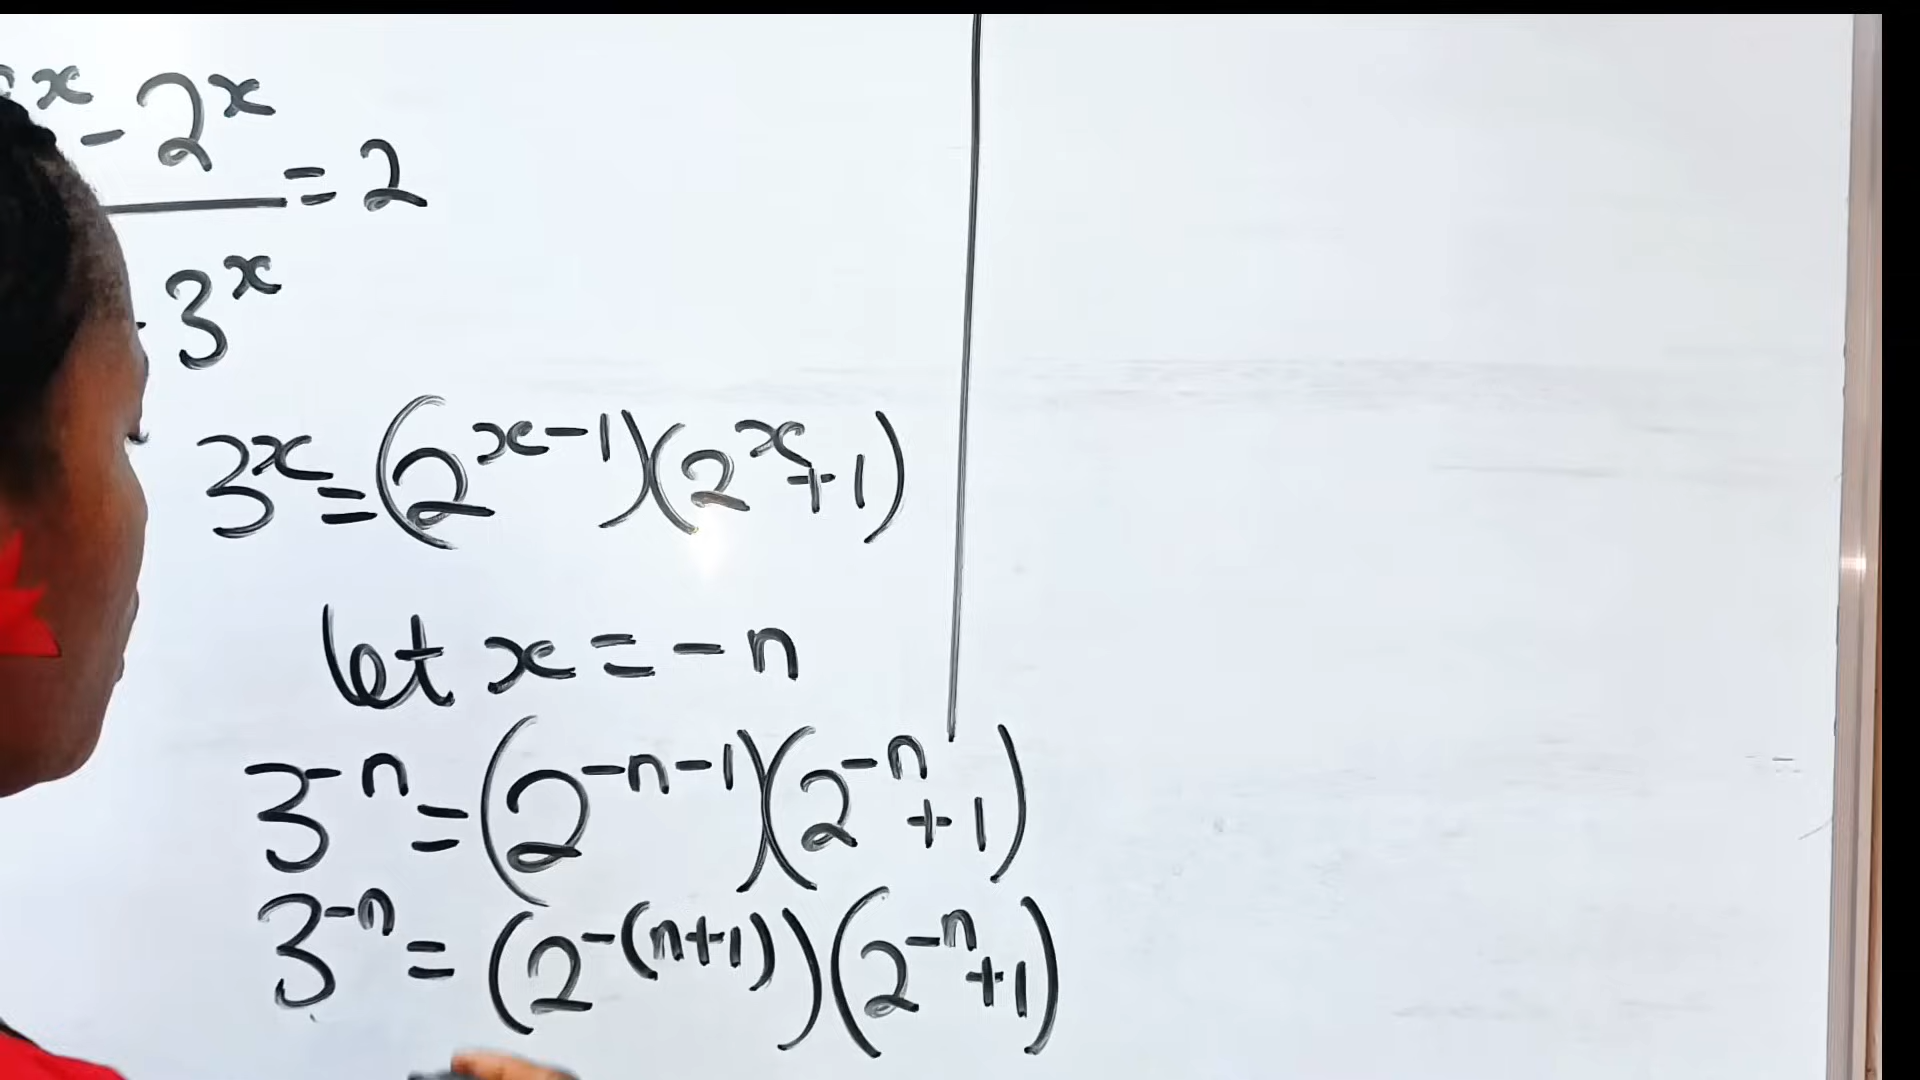 x - 2^x
= 2
3^x
3^x = (2^{x-1})(2^x + 1)
let x = -n
3^{-n} = (2^{-n-1})(2^{-n} + 1)
3^{-n} = (2^{-(n+1)})(2^{-n} + 1)